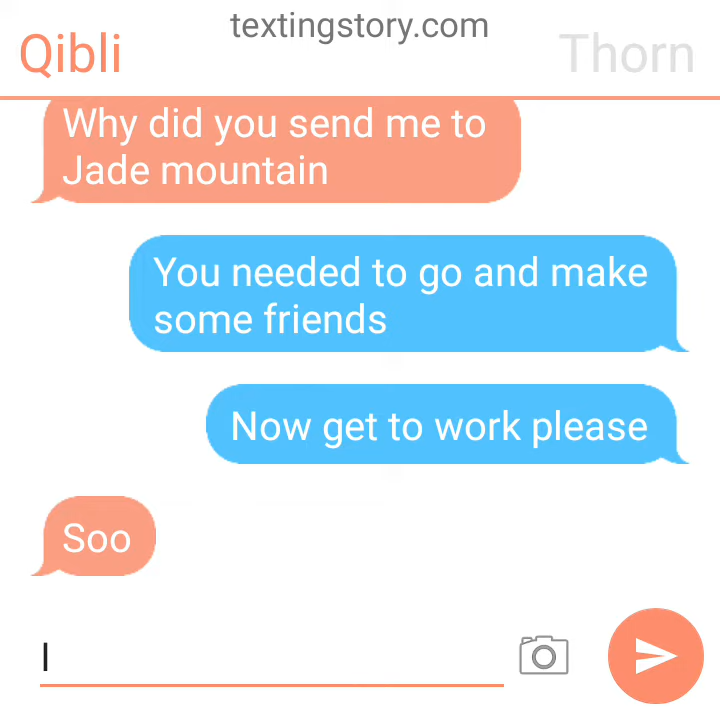 textingstory.com
Qibli
Thorn
Why did you send me to
Jade mountain
You needed to go and make
some friends
Now get to work please
Soo